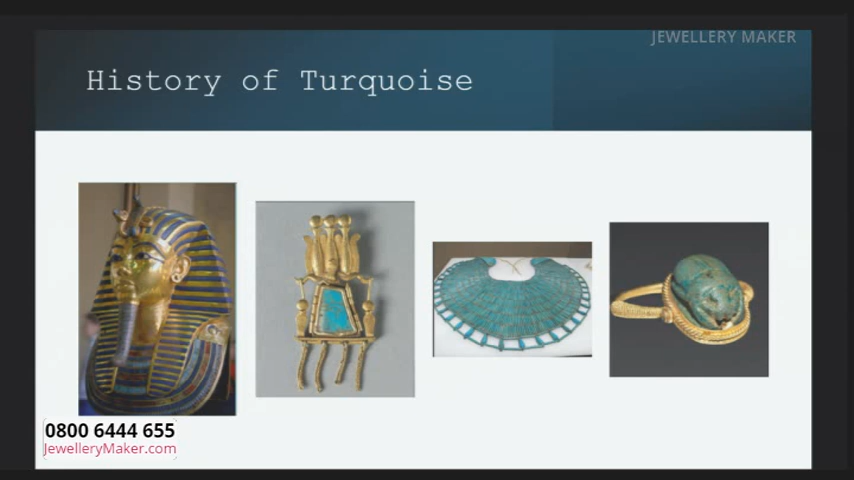 JEWELLERY MAKER
History of Turquoise
0800 6444 655
JewelleryMaker.com